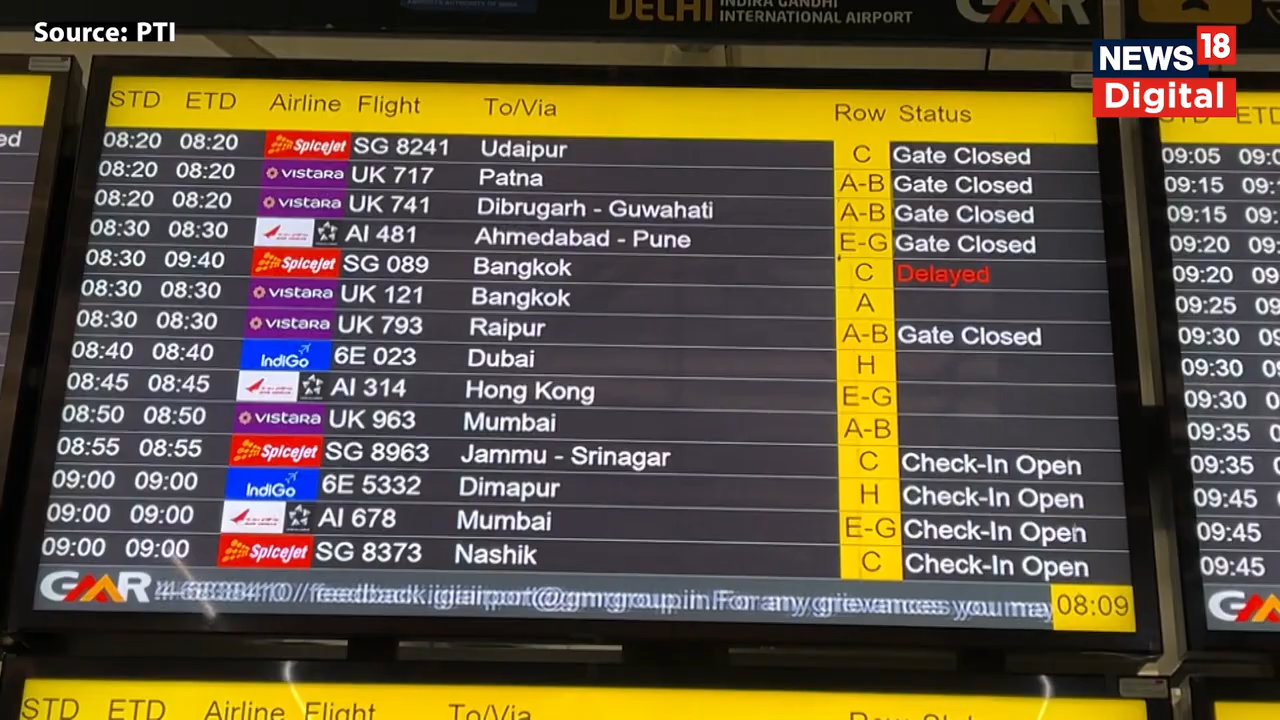 DELHI INDIRA GANDHI
INTERNATIONAL AIRPORT
GMR
Source: PTI
NEWS 18
Digital
STD ETD Airline Flight To/Via Row Status
08:20 08:20 SpiceJet SG 8241 Udaipur C Gate Closed
08:20 08:20 VISTARA UK 717 Patna A-B Gate Closed
08:20 08:20 VISTARA UK 741 Dibrugarh - Guwahati A-B Gate Closed
08:30 08:30 AI 481 Ahmedabad - Pune E-G Gate Closed
08:30 09:40 SpiceJet SG 089 Bangkok C Delayed
08:30 08:30 VISTARA UK 121 Bangkok A
08:30 08:30 VISTARA UK 793 Raipur A-B Gate Closed
08:40 08:40 IndiGo 6E 023 Dubai H
08:45 08:45 AI 314 Hong Kong E-G
08:50 08:50 VISTARA UK 963 Mumbai A-B
08:55 08:55 SpiceJet SG 8963 Jammu - Srinagar C Check-In Open
09:00 09:00 IndiGo 6E 5332 Dimapur H Check-In Open
09:00 09:00 AI 678 Mumbai E-G Check-In Open
09:00 09:00 SpiceJet SG 8373 Nashik C Check-In Open
GMR feedback.igiairport@gmrgroup.in.For any grievances you may 08:09
ed
STD ETD
09:05
09:15
09:15
09:20
09:20
09:25
09:30
09:30
09:30
09:35
09:35
09:45
09:45
09:45
STD ETD Airline Flight To/Via Row